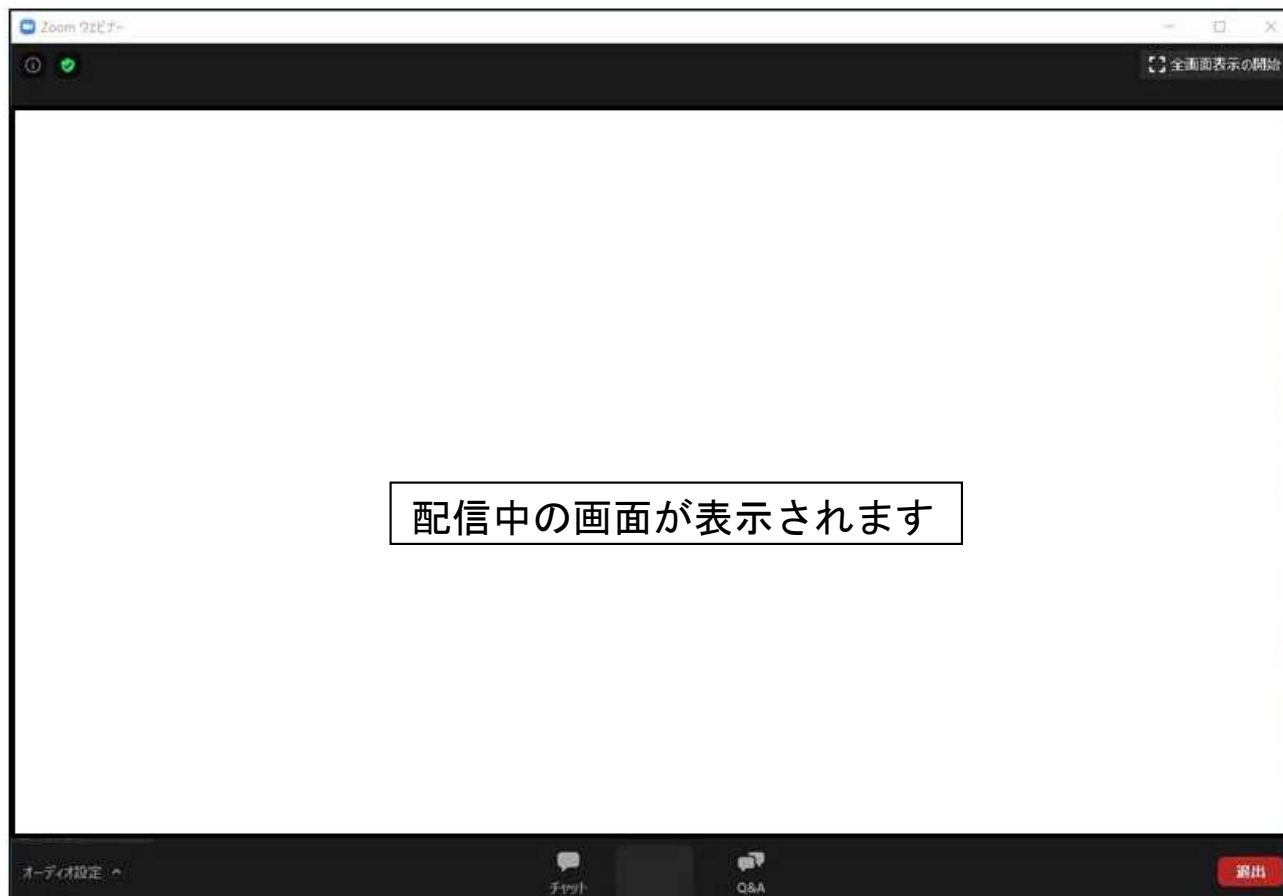 Zoom ウェビナー
全画面表示の開始
配信中の画面が表示されます
オーディオ設定
チャット
Q&A
退出